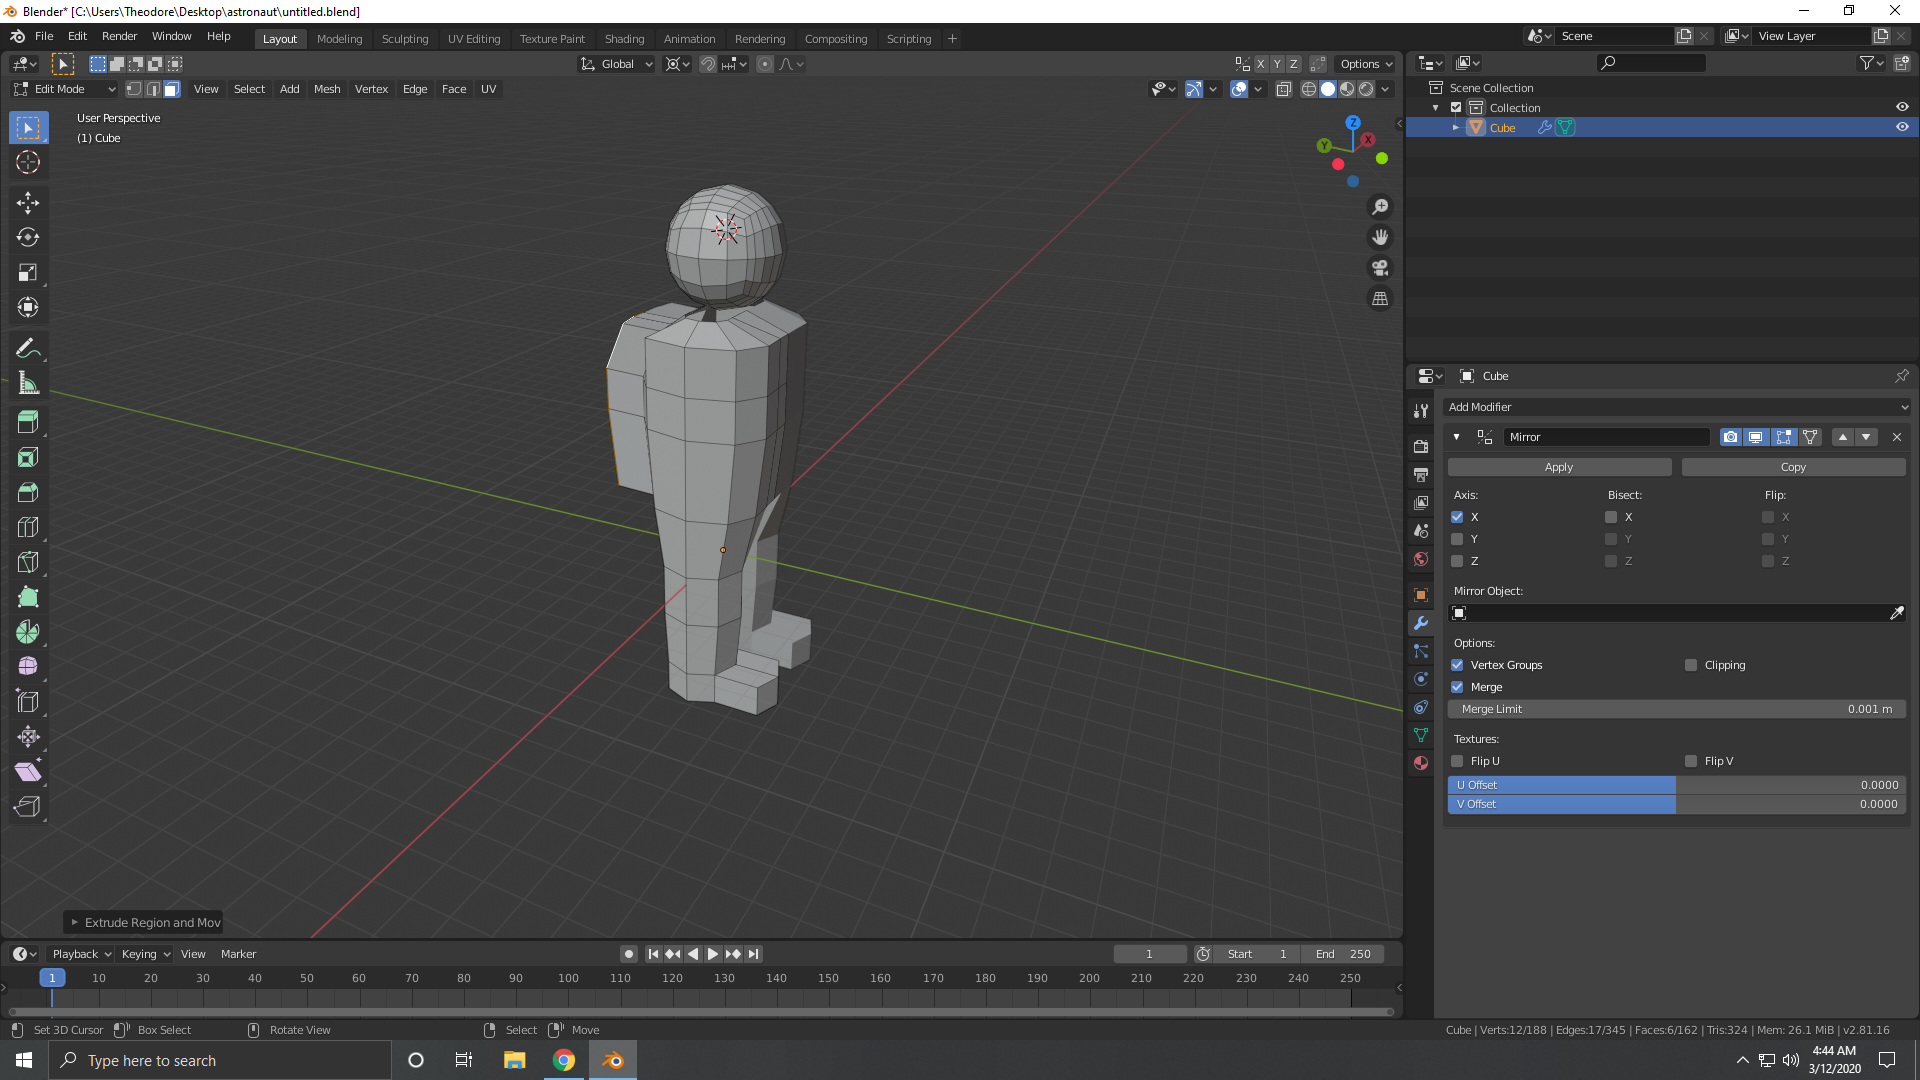 Blender* [C:\Users\Theodore\Desktop\astronaut\untitled.blend]
File Edit Render Window Help Layout Modeling Sculpting UV Editing Texture Paint Shading Animation Rendering Compositing Scripting + Scene View Layer
Global X Y Z Options
Edit Mode View Select Add Mesh Vertex Edge Face UV
User Perspective
(1) Cube
Z
X
Y
Scene Collection
Collection
Cube
Cube
Add Modifier
Mirror
Apply Copy
Axis: Bisect: Flip:
X X X
Y Y Y
Z Z Z
Mirror Object:
Options:
Vertex Groups Clipping
Merge
Merge Limit 0.001 m
Textures:
Flip U Flip V
U Offset 0.0000
V Offset 0.0000
Extrude Region and Mov
Playback Keying View Marker 1 Start 1 End 250
1 10 20 30 40 50 60 70 80 90 100 110 120 130 140 150 160 170 180 190 200 210 220 230 240 250
Set 3D Cursor Box Select Rotate View Select Move Cube | Verts:12/188 | Edges:17/345 | Faces:6/162 | Tris:324 | Mem: 26.1 MiB | v2.81.16
Type here to search
4:44 AM
3/12/2020